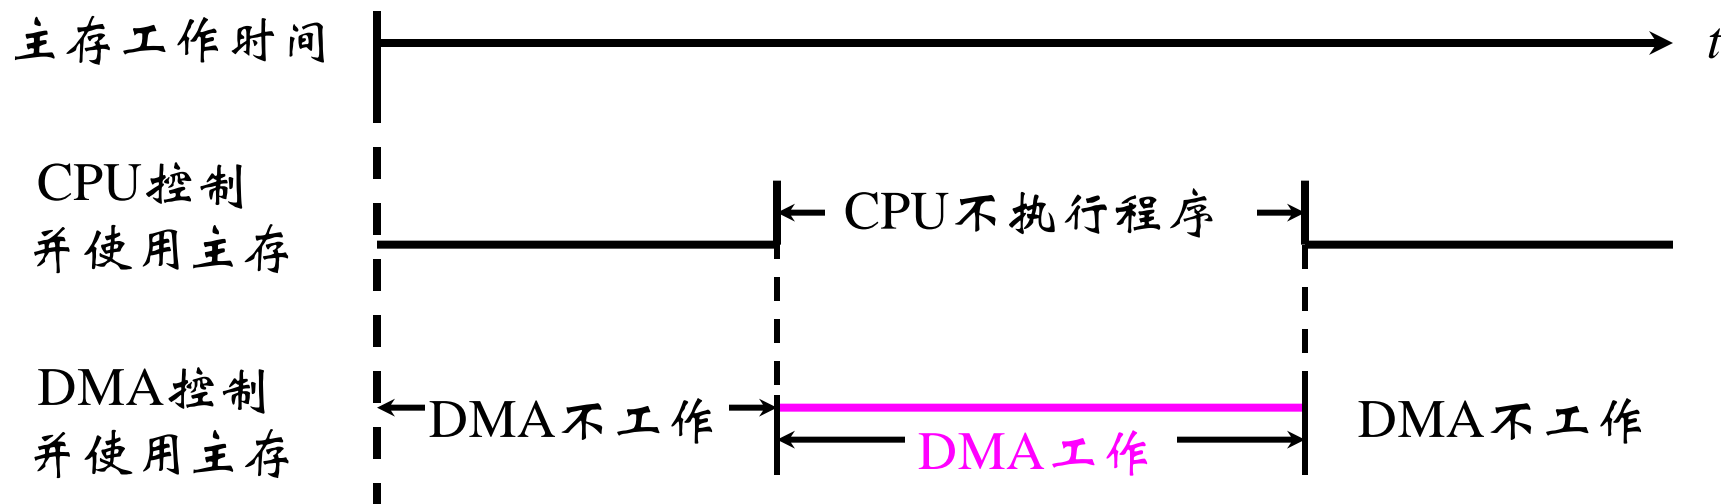 主存工作时间
t
CPU控制
并使用主存
CPU不执行程序
DMA控制
并使用主存
DMA不工作
DMA工作
DMA不工作